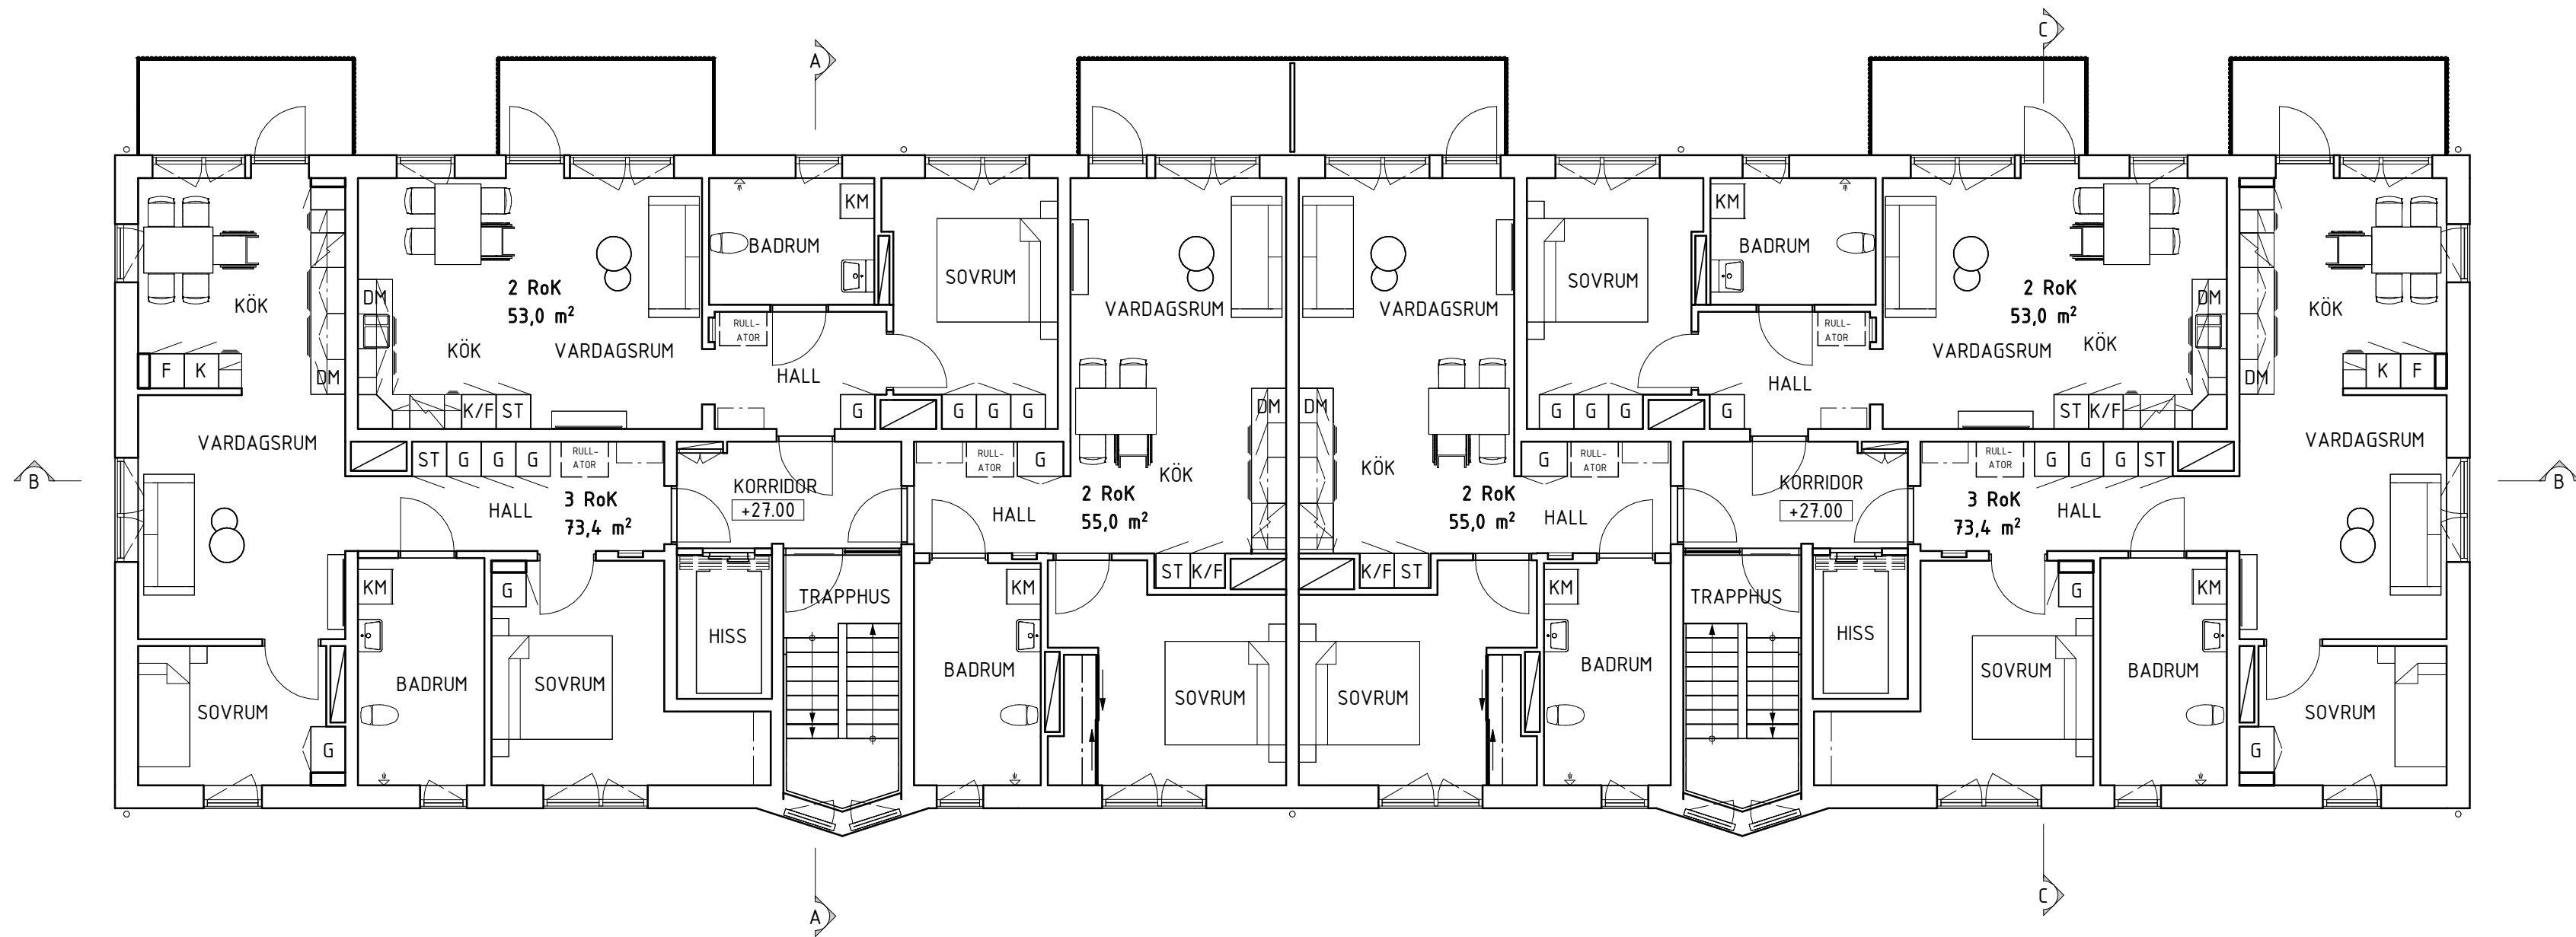 C
A
KM
KM
BADRUM
BADRUM
SOVRUM
SOVRUM
2 RoK
53,0 m²
2 RoK
53,0 m²
DM
DM
KÖK
KÖK
VARDAGSRUM
VARDAGSRUM
RULL-
ATOR
RULL-
ATOR
KÖK
VARDAGSRUM
VARDAGSRUM
KÖK
F K
DM
HALL
HALL
DM
K F
K/F ST
G
G G G
DM
DM
G G G
G
ST K/F
VARDAGSRUM
VARDAGSRUM
ST G G G
RULL-
ATOR
RULL-
ATOR
G
KÖK
KÖK
G
RULL-
ATOR
RULL-
ATOR
G G G ST
B
B
KORRIDOR
+27.00
KORRIDOR
+27.00
HALL
3 RoK
73,4 m²
HALL
2 RoK
55,0 m²
2 RoK
55,0 m²
HALL
3 RoK
73,4 m²
HALL
KM
G
TRAPPHUS
KM
ST K/F
K/F ST
KM
TRAPPHUS
G
KM
HISS
HISS
BADRUM
SOVRUM
BADRUM
SOVRUM
SOVRUM
BADRUM
SOVRUM
BADRUM
SOVRUM
SOVRUM
G
G
A
C